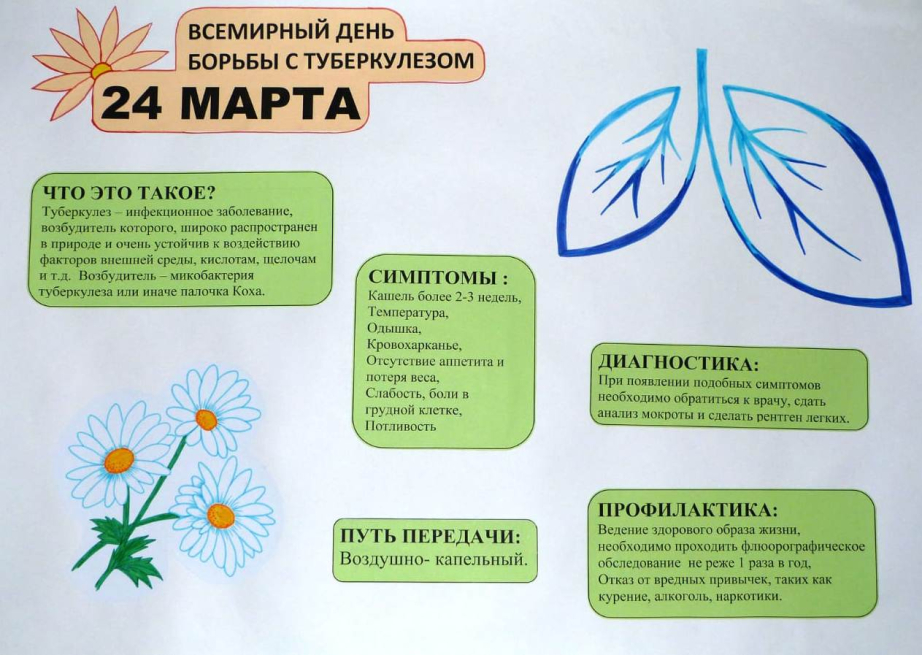 ВСЕМИРНЫЙ ДЕНЬ
БОРЬБЫ С ТУБЕРКУЛЕЗОМ
24 МАРТА
ЧТО ЭТО ТАКОЕ?
Туберкулез – инфекционное заболевание,
возбудитель которого, широко распространен
в природе и очень устойчив к воздействию
факторов внешней среды, кислотам, щелочам
и т.д. Возбудитель – микобактерия
туберкулеза или иначе палочка Коха.
СИМПТОМЫ :
Кашель более 2-3 недель,
Температура,
Одышка,
Кровохарканье,
Отсутствие аппетита и
потеря веса,
Слабость, боли в
грудной клетке,
Потливость
ДИАГНОСТИКА:
При появлении подобных симптомов
необходимо обратиться к врачу, сдать
анализ мокроты и сделать рентген легких.
ПУТЬ ПЕРЕДАЧИ:
Воздушно- капельный.
ПРОФИЛАКТИКА:
Ведение здорового образа жизни,
необходимо проходить флюорографическое
обследование не реже 1 раза в год,
Отказ от вредных привычек, таких как
курение, алкоголь, наркотики.